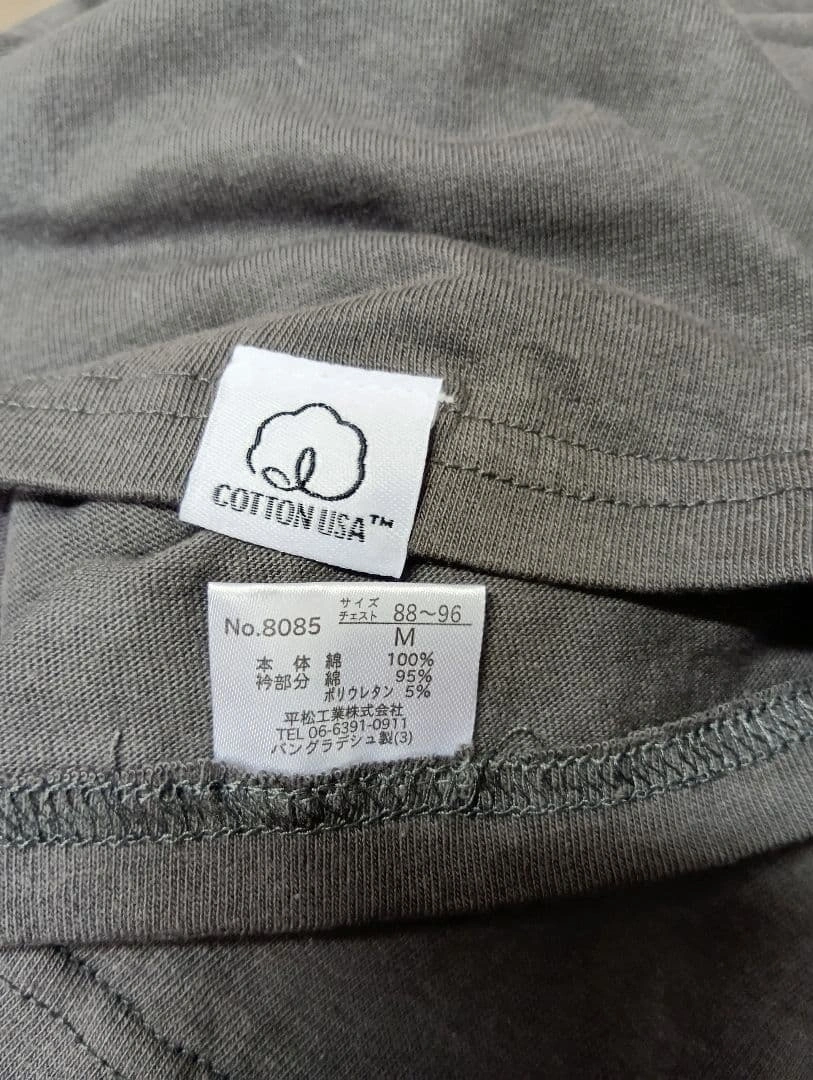 COTTON USA™
No.8085 サイズ チェスト 88〜96
M
本体 綿 100%
衿部分 綿 95%
ポリウレタン 5%
平松工業株式会社
TEL 06-6391-0911
バングラデシュ製(3)